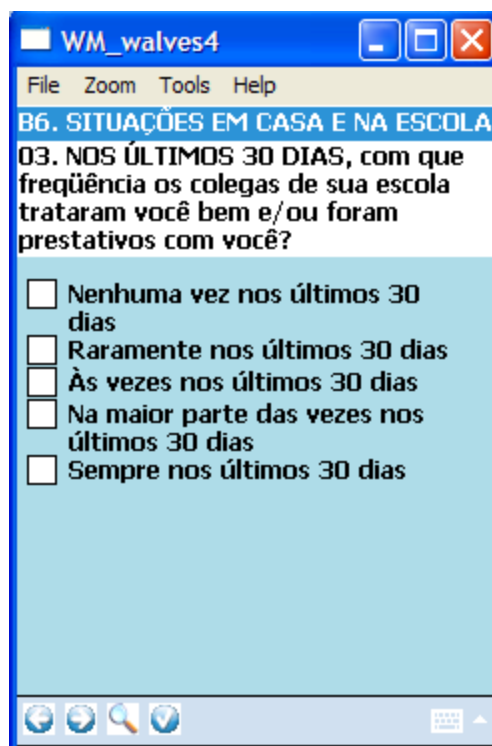 WM_walves4
File Zoom Tools Help
B6. SITUAÇÕES EM CASA E NA ESCOLA
03. NOS ÚLTIMOS 30 DIAS, com que
freqüência os colegas de sua escola
trataram você bem e/ou foram
prestativos com você?
Nenhuma vez nos últimos 30
dias
Raramente nos últimos 30 dias
Às vezes nos últimos 30 dias
Na maior parte das vezes nos
últimos 30 dias
Sempre nos últimos 30 dias